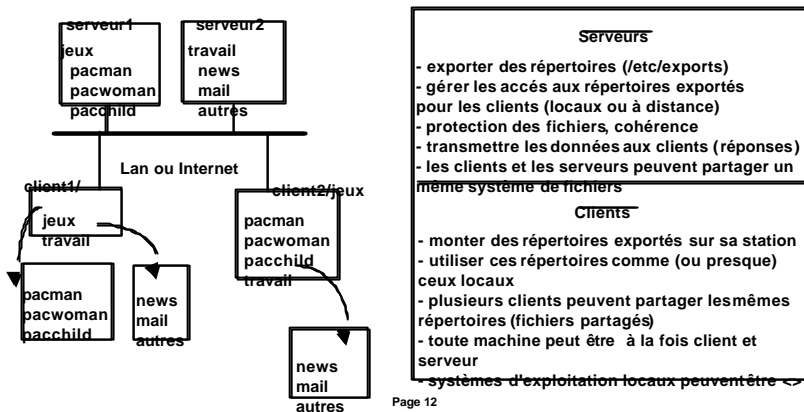 serveur1
jeux
pacman
pacwoman
pacchild
serveur2
travail
news
mail
autres
Lan ou Internet
client1/
jeux
travail
pacman
pacwoman
pacchild
news
mail
autres
client2/jeux
pacman
pacwoman
pacchild
travail
news
mail
autres
Serveurs
- exporter des répertoires (/etc/exports)
- gérer les accés aux répertoires exportés
pour les clients (locaux ou à distance)
- protection des fichiers, cohérence
- transmettre les données aux clients (réponses)
- les clients et les serveurs peuvent partager un
même système de fichiers
Clients
- monter des répertoires exportés sur sa station
- utiliser ces répertoires comme (ou presque)
ceux locaux
- plusieurs clients peuvent partager lesmêmes
répertoires (fichiers partagés)
- toute machine peut être à la fois client et
serveur
- systèmes d'exploitation locaux peuventêtre <>
Page 12